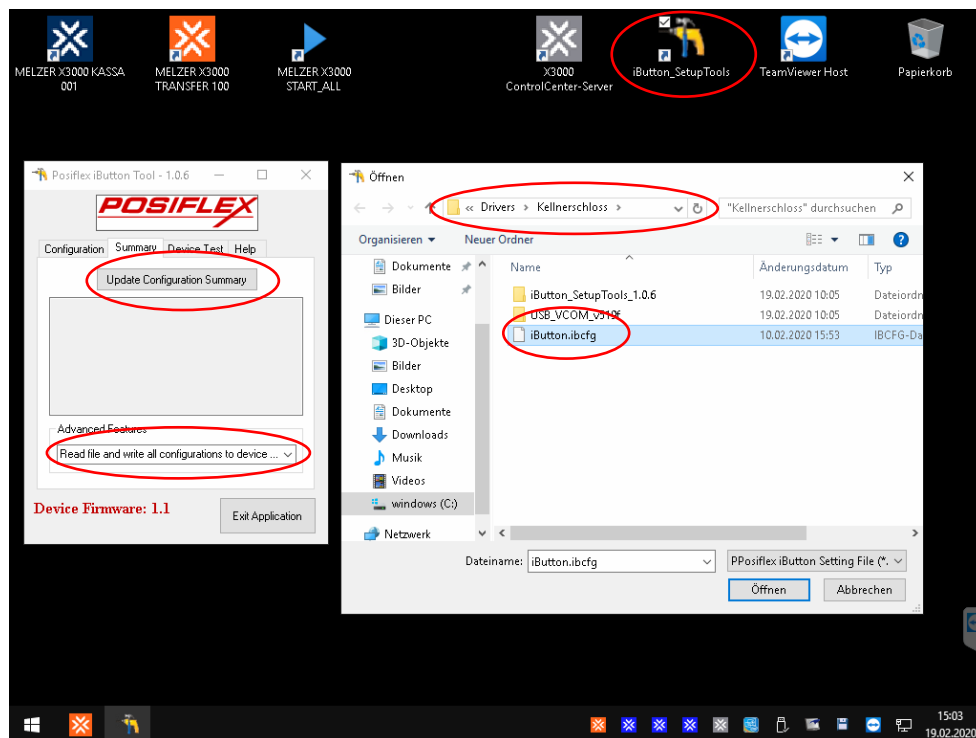 MELZER X3000 KASSA 001
MELZER X3000 TRANSFER 100
MELZER X3000 START_ALL
X3000 ControlCenter-Server
iButton_SetupTools
TeamViewer Host
Papierkorb
Posiflex iButton Tool - 1.0.6
POSIFLEX
Configuration Summary Device Test Help
Update Configuration Summary
Advanced Features
Read file and write all configurations to device ...
Device Firmware: 1.1
Exit Application
Öffnen
« Drivers › Kellnerschloss ›
"Kellnerschloss" durchsuchen
Organisieren
Neuer Ordner
Name Änderungsdatum Typ
Dokumente
Bilder
Dieser PC
3D-Objekte
Bilder
Desktop
Dokumente
Downloads
Musik
Videos
windows (C:)
Netzwerk
iButton_SetupTools_1.0.6 19.02.2020 10:05 Dateiordn
USB_VCOM_v519f 19.02.2020 10:05 Dateiordn
iButton.ibcfg 10.02.2020 15:53 IBCFG-Da
Dateiname: iButton.ibcfg
PPosiflex iButton Setting File (*.
Öffnen
Abbrechen
15:03
19.02.2020